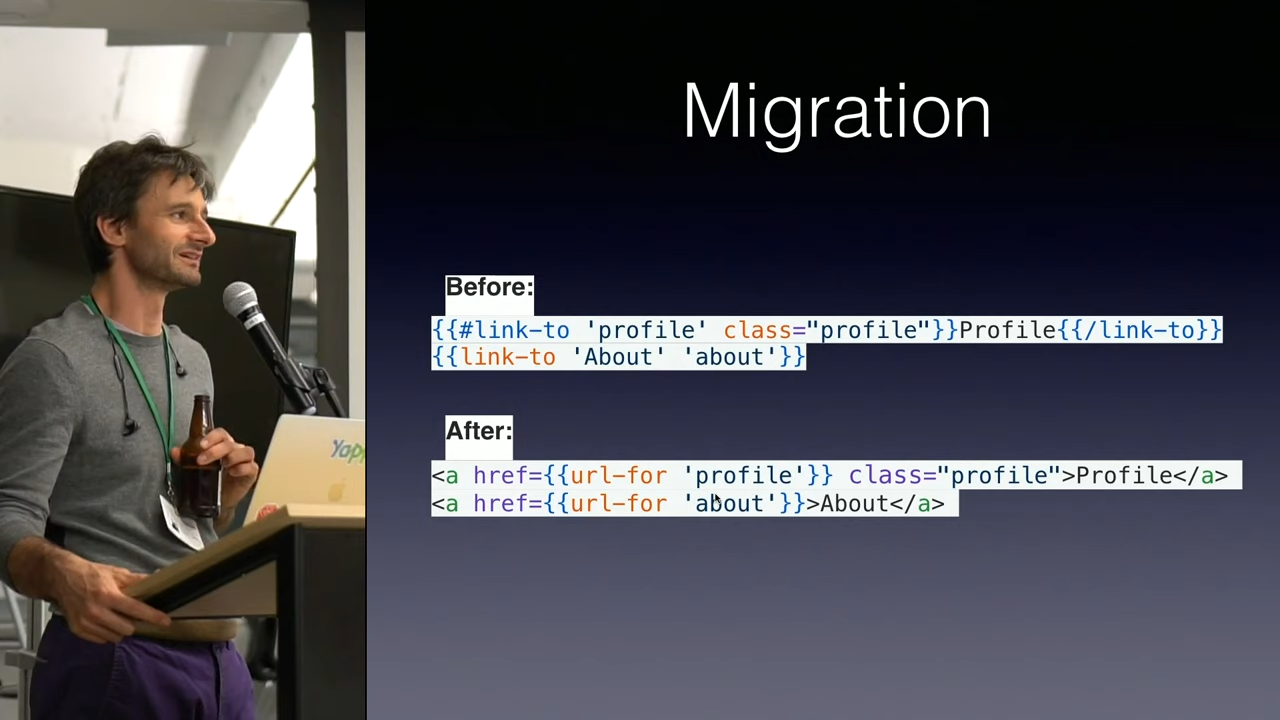 Migration
Before:
{{#link-to 'profile' class="profile"}}Profile{{/link-to}}
{{link-to 'About' 'about'}}
After:
<a href={{url-for 'profile'}} class="profile">Profile</a>
<a href={{url-for 'about'}}>About</a>